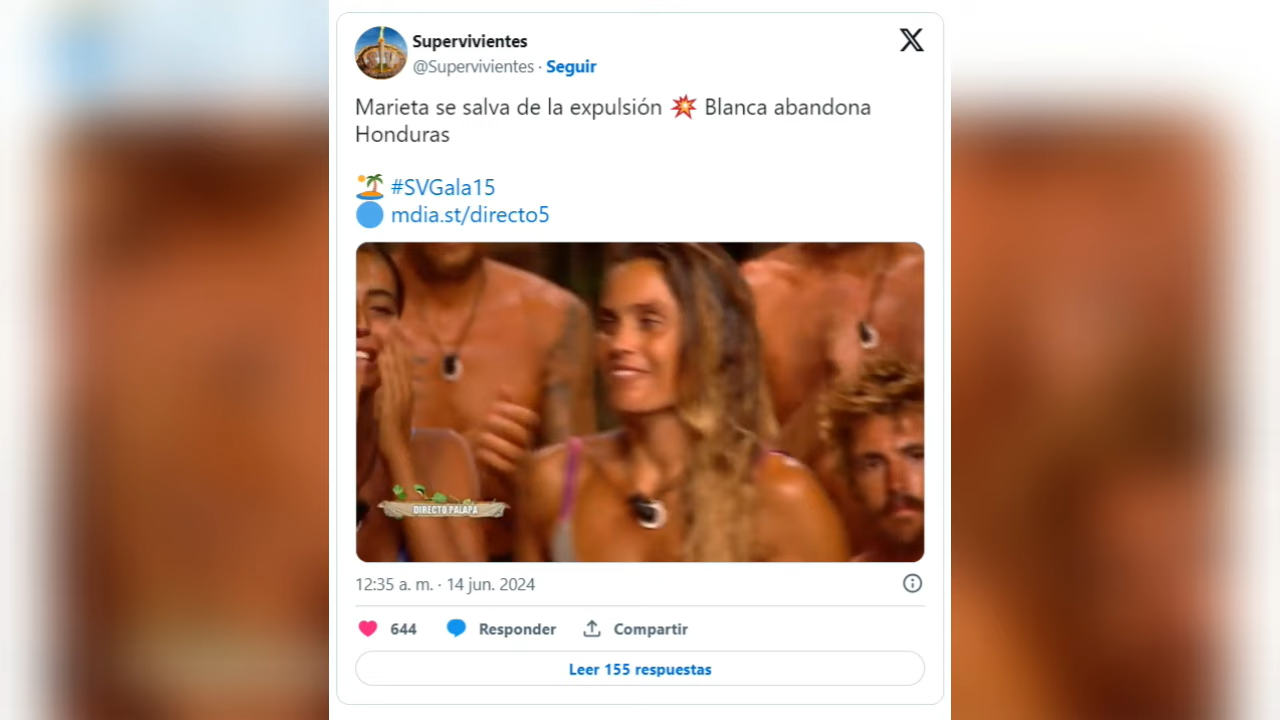 Supervivientes
@Supervivientes · Seguir
Marieta se salva de la expulsión 💥 Blanca abandona
Honduras
🏝️ #SVGala15
🔵 mdia.st/directo5
DIRECTO PALAPA
12:35 a. m. · 14 jun. 2024
644 Responder Compartir
Leer 155 respuestas